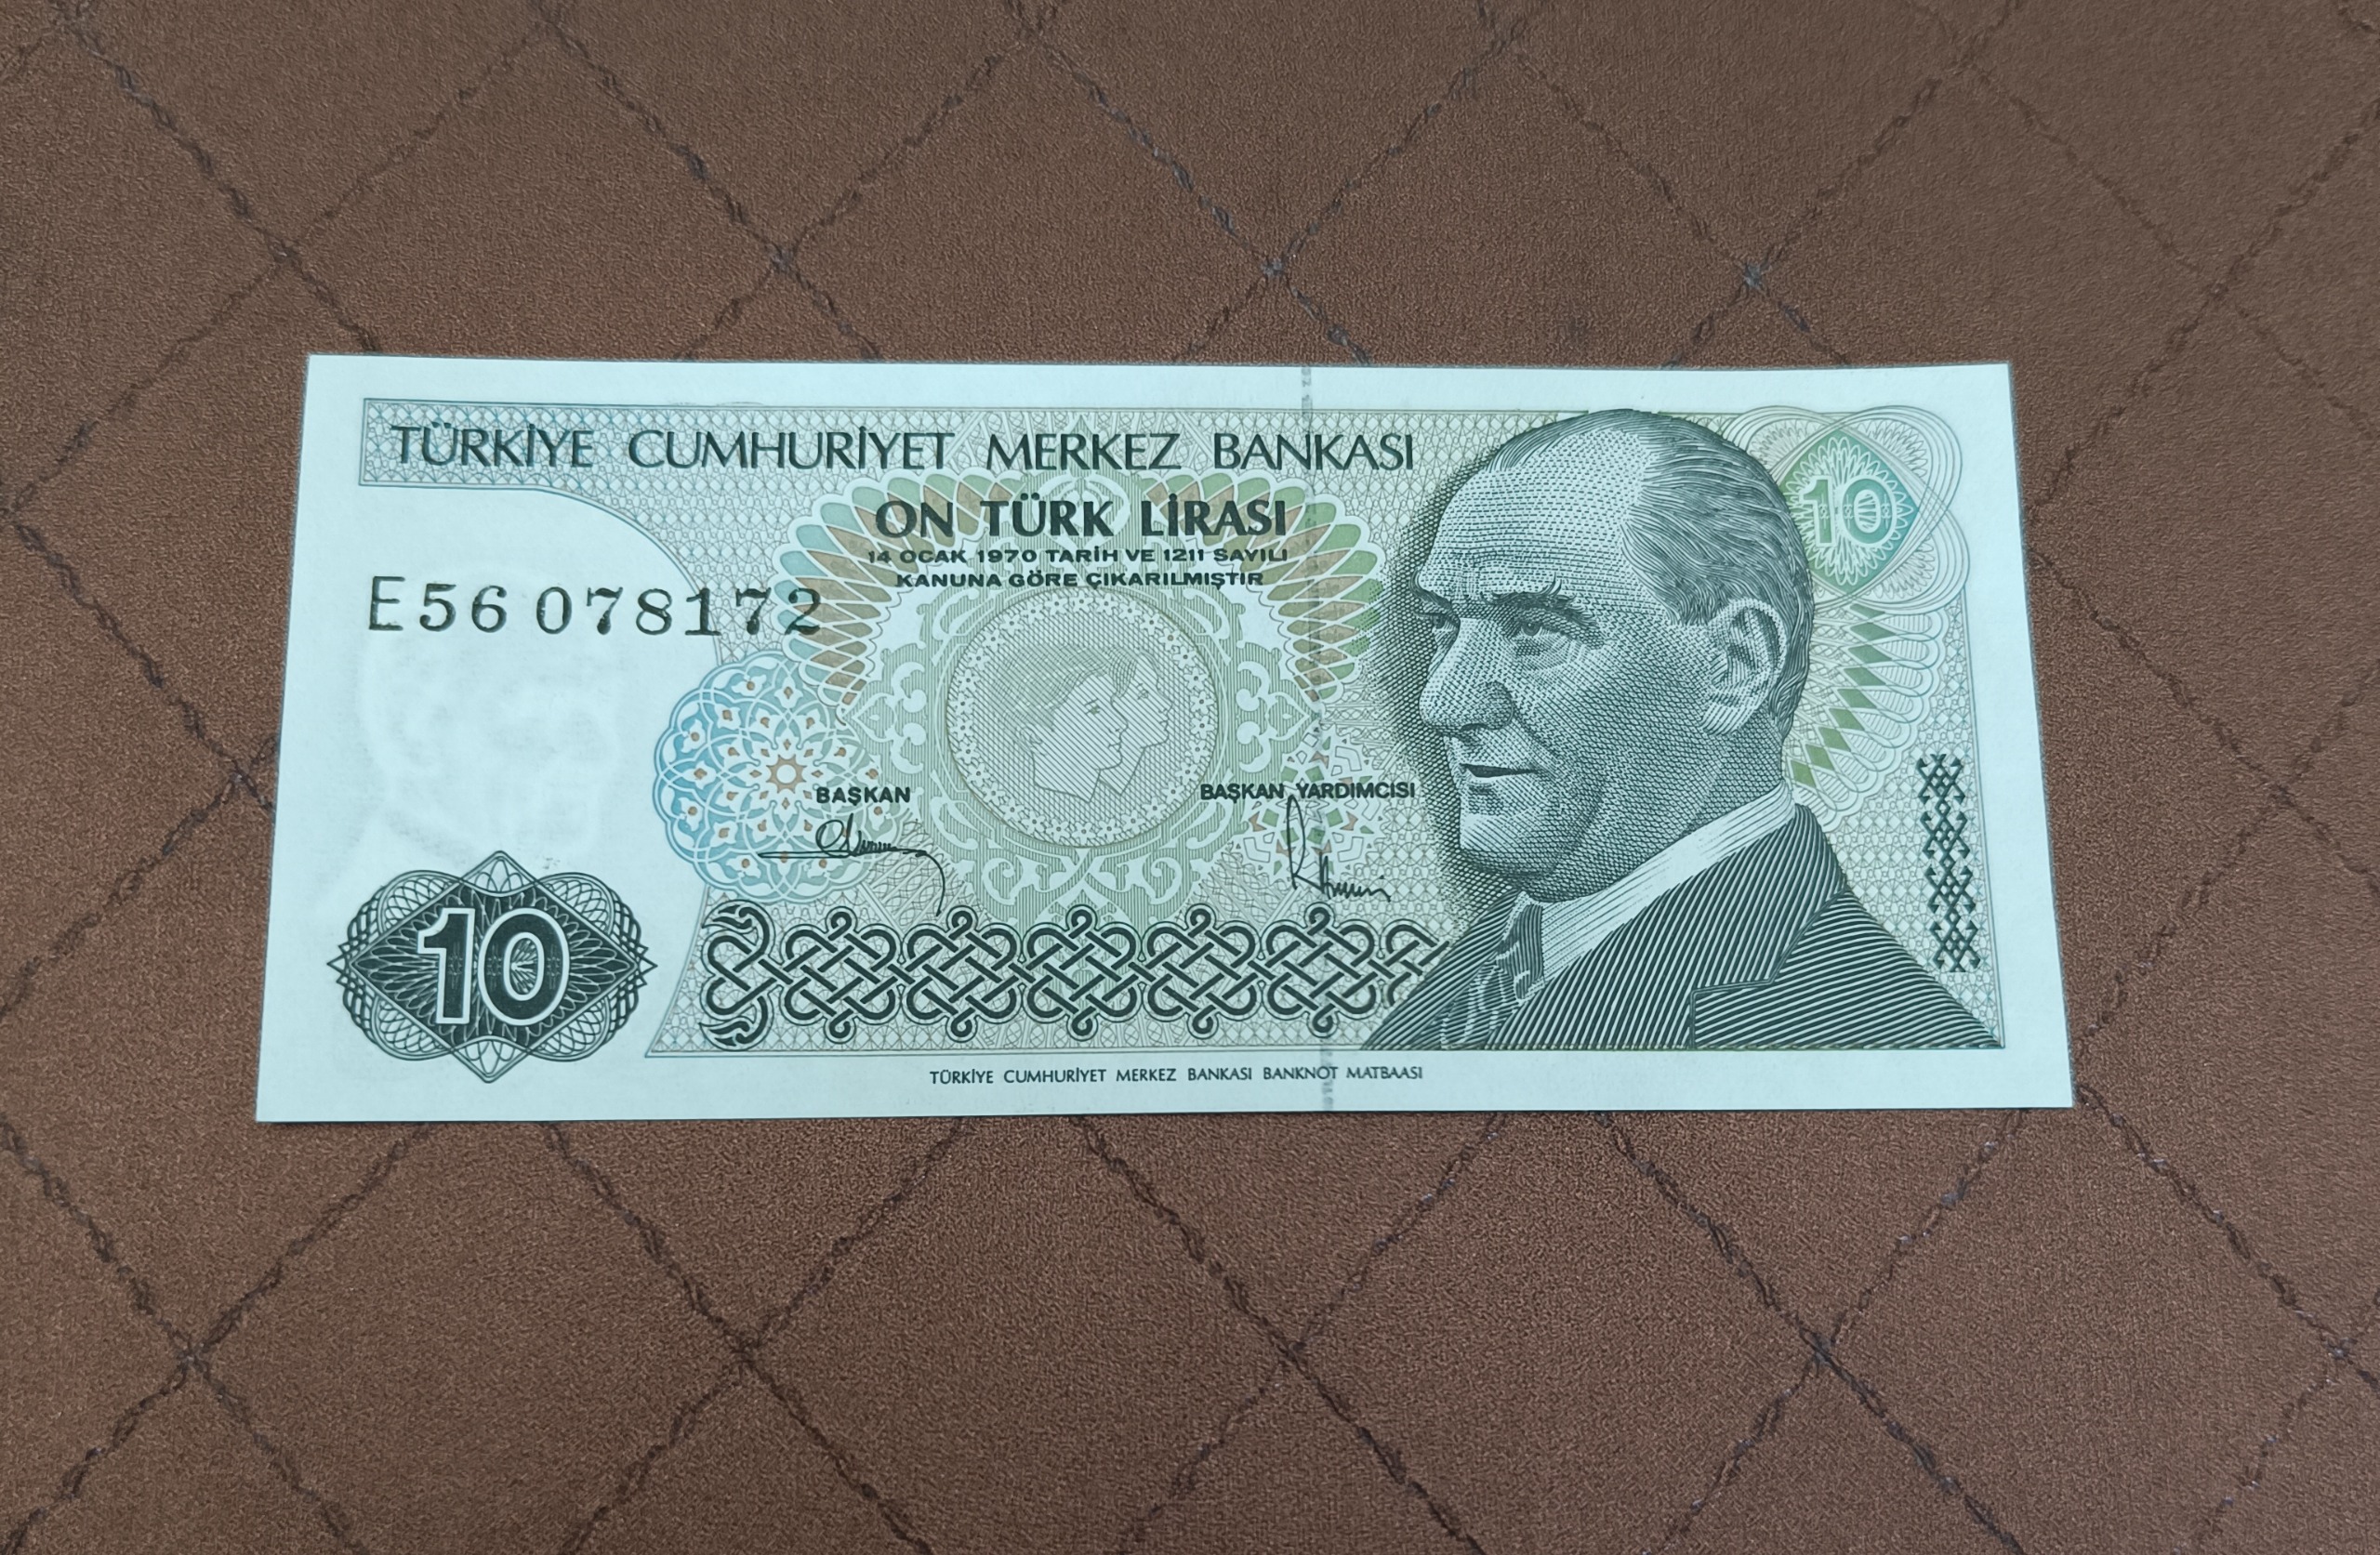 TÜRKİYE CUMHURİYET MERKEZ BANKASI
ON TÜRK LİRASI
14 OCAK 1970 TARİH VE 1211 SAYILI
KANUNA GÖRE ÇIKARILMIŞTIR
10
E56 078172
BAŞKAN
BAŞKAN YARDIMCISI
10
TÜRKİYE CUMHURİYET MERKEZ BANKASI BANKNOT MATBAASI